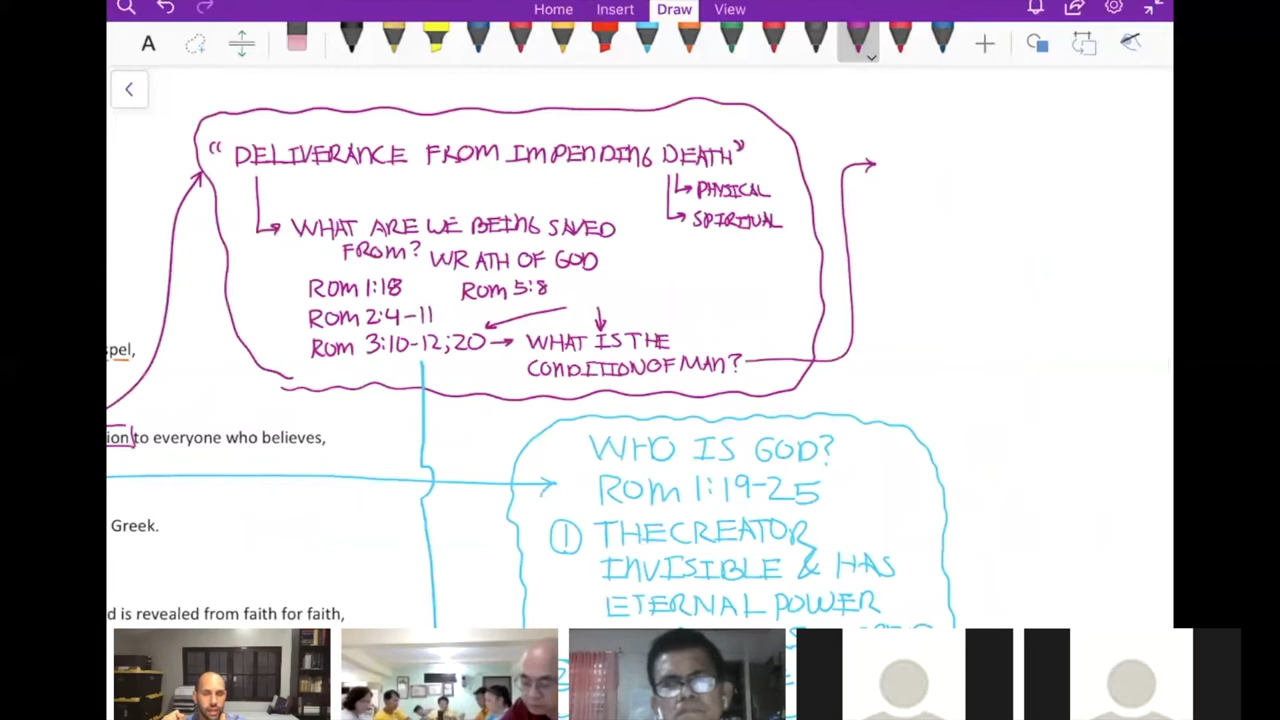 Home Insert Draw View
A
"DELIVERANCE FROM IMPENDING DEATH"
PHYSICAL
SPIRITUAL
WHAT ARE WE BEING SAVED
FROM? WRATH OF GOD
Rom 1:18 Rom 5:8
Rom 2:4-11
Rom 3:10-12;20 → WHAT IS THE
CONDITION OF MAN?
spel,
ion to everyone who believes,
Greek.
d is revealed from faith for faith,
WHO IS GOD?
Rom 1:19-25
① THE CREATOR
INVISIBLE & HAS
ETERNAL POWER